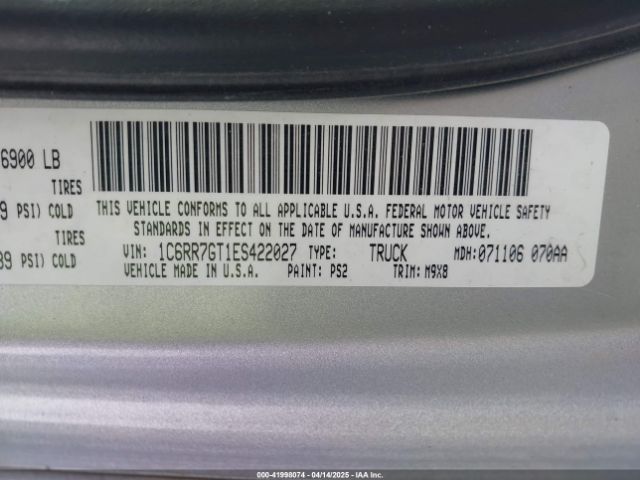 6900 LB
TIRES
9 PSI) COLD
TIRES
39 PSI) COLD
THIS VEHICLE CONFORMS TO ALL APPLICABLE U.S.A. FEDERAL MOTOR VEHICLE SAFETY
STANDARDS IN EFFECT ON THE DATE OF MANUFACTURE SHOWN ABOVE.
VIN: 1C6RR7GT1ES422027 TYPE: TRUCK MDH: 071106 070AA
VEHICLE MADE IN U.S.A. PAINT: PS2 TRIM: M9X8
000-41998074 | 04/14/2025 | IAA Inc.